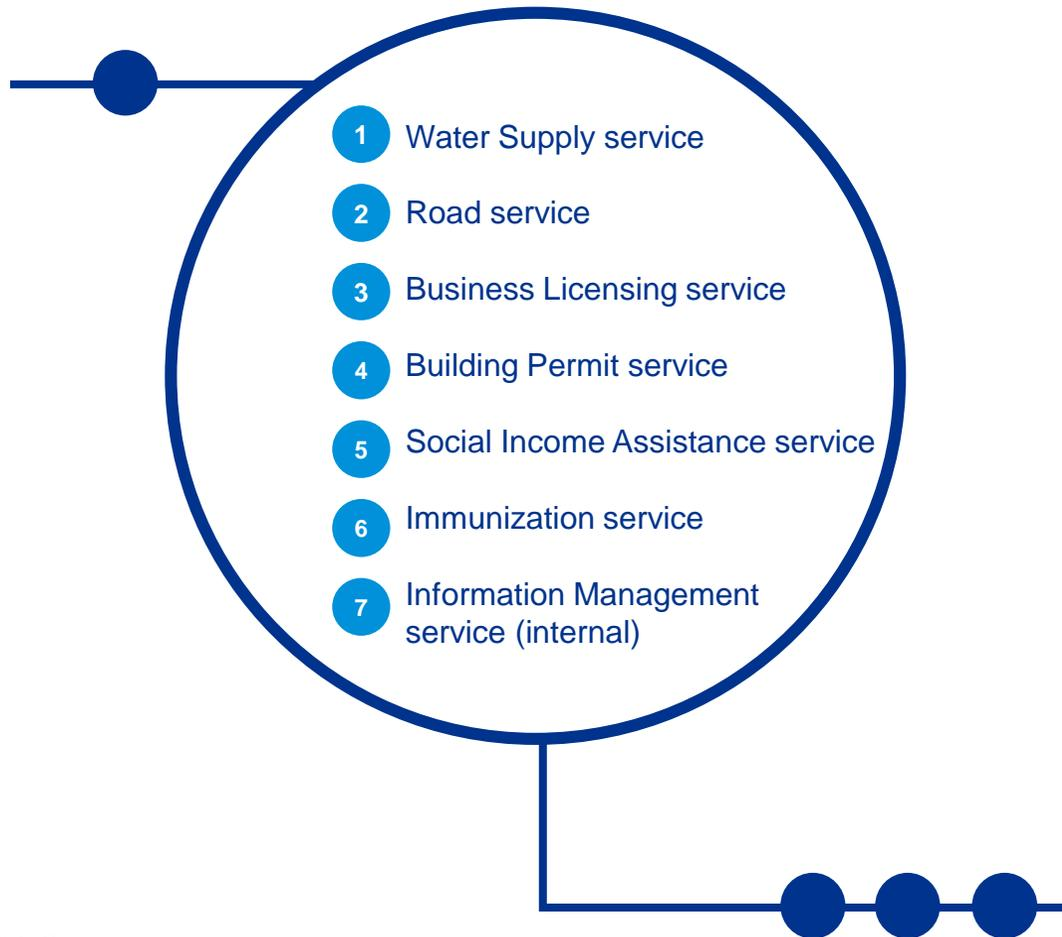 1 Water Supply service
2 Road service
3 Business Licensing service
4 Building Permit service
5 Social Income Assistance service
6 Immunization service
7 Information Management
service (internal)